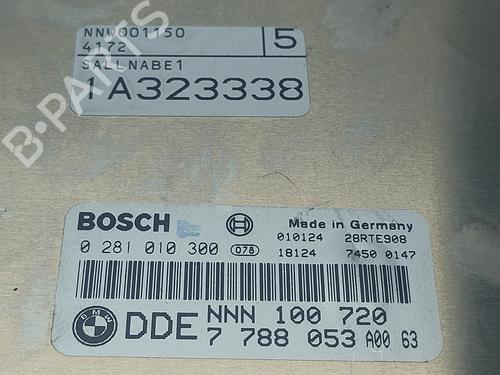 NNW001150
4172
5
SALLNABE1
1A323338
B-PARTS
BOSCH
Made in Germany
0 281 010 300 078
010124 28RTE908
18124 7450 0147
BMW
DDE
NNN 100 720
7 788 053 A00 63